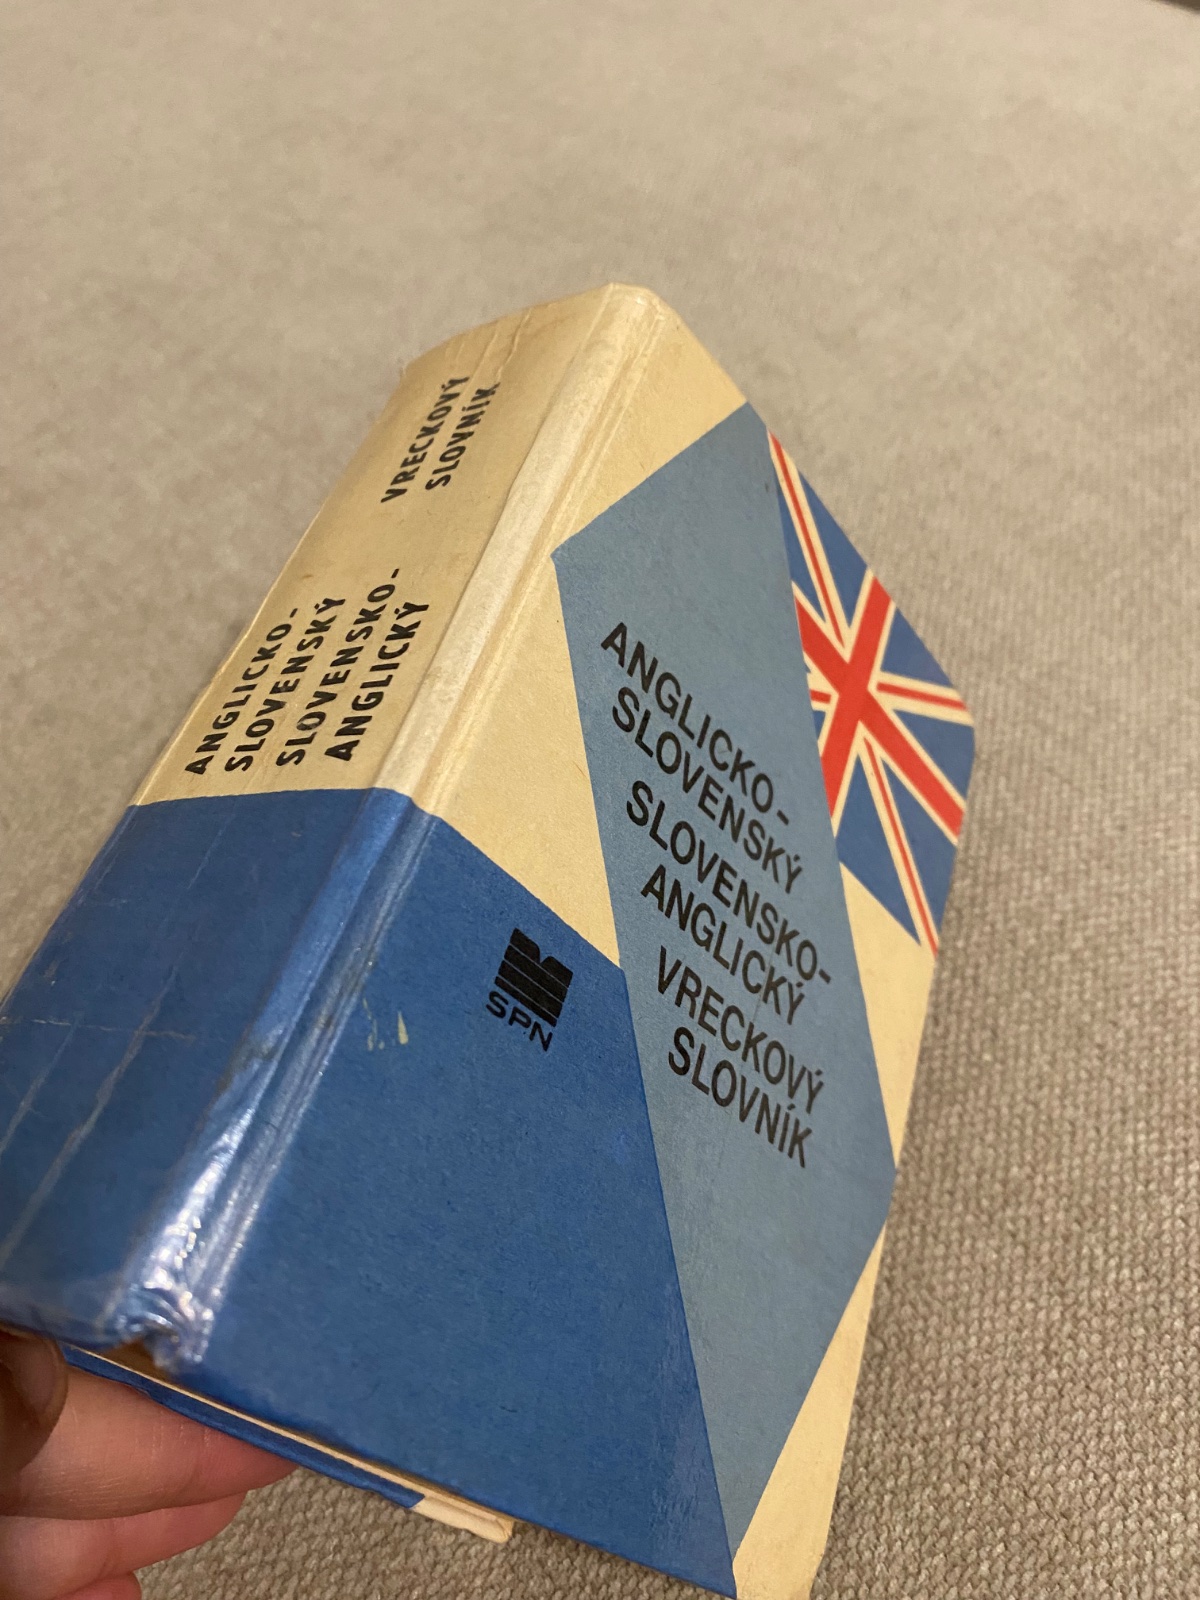 ANGLICKO-
SLOVENSKÝ
SLOVENSKO-
ANGLICKÝ
VRECKOVÝ
SLOVNÍK
ANGLICKO-
SLOVENSKÝ
SLOVENSKO-
ANGLICKÝ
VRECKOVÝ
SLOVNÍK
SPN